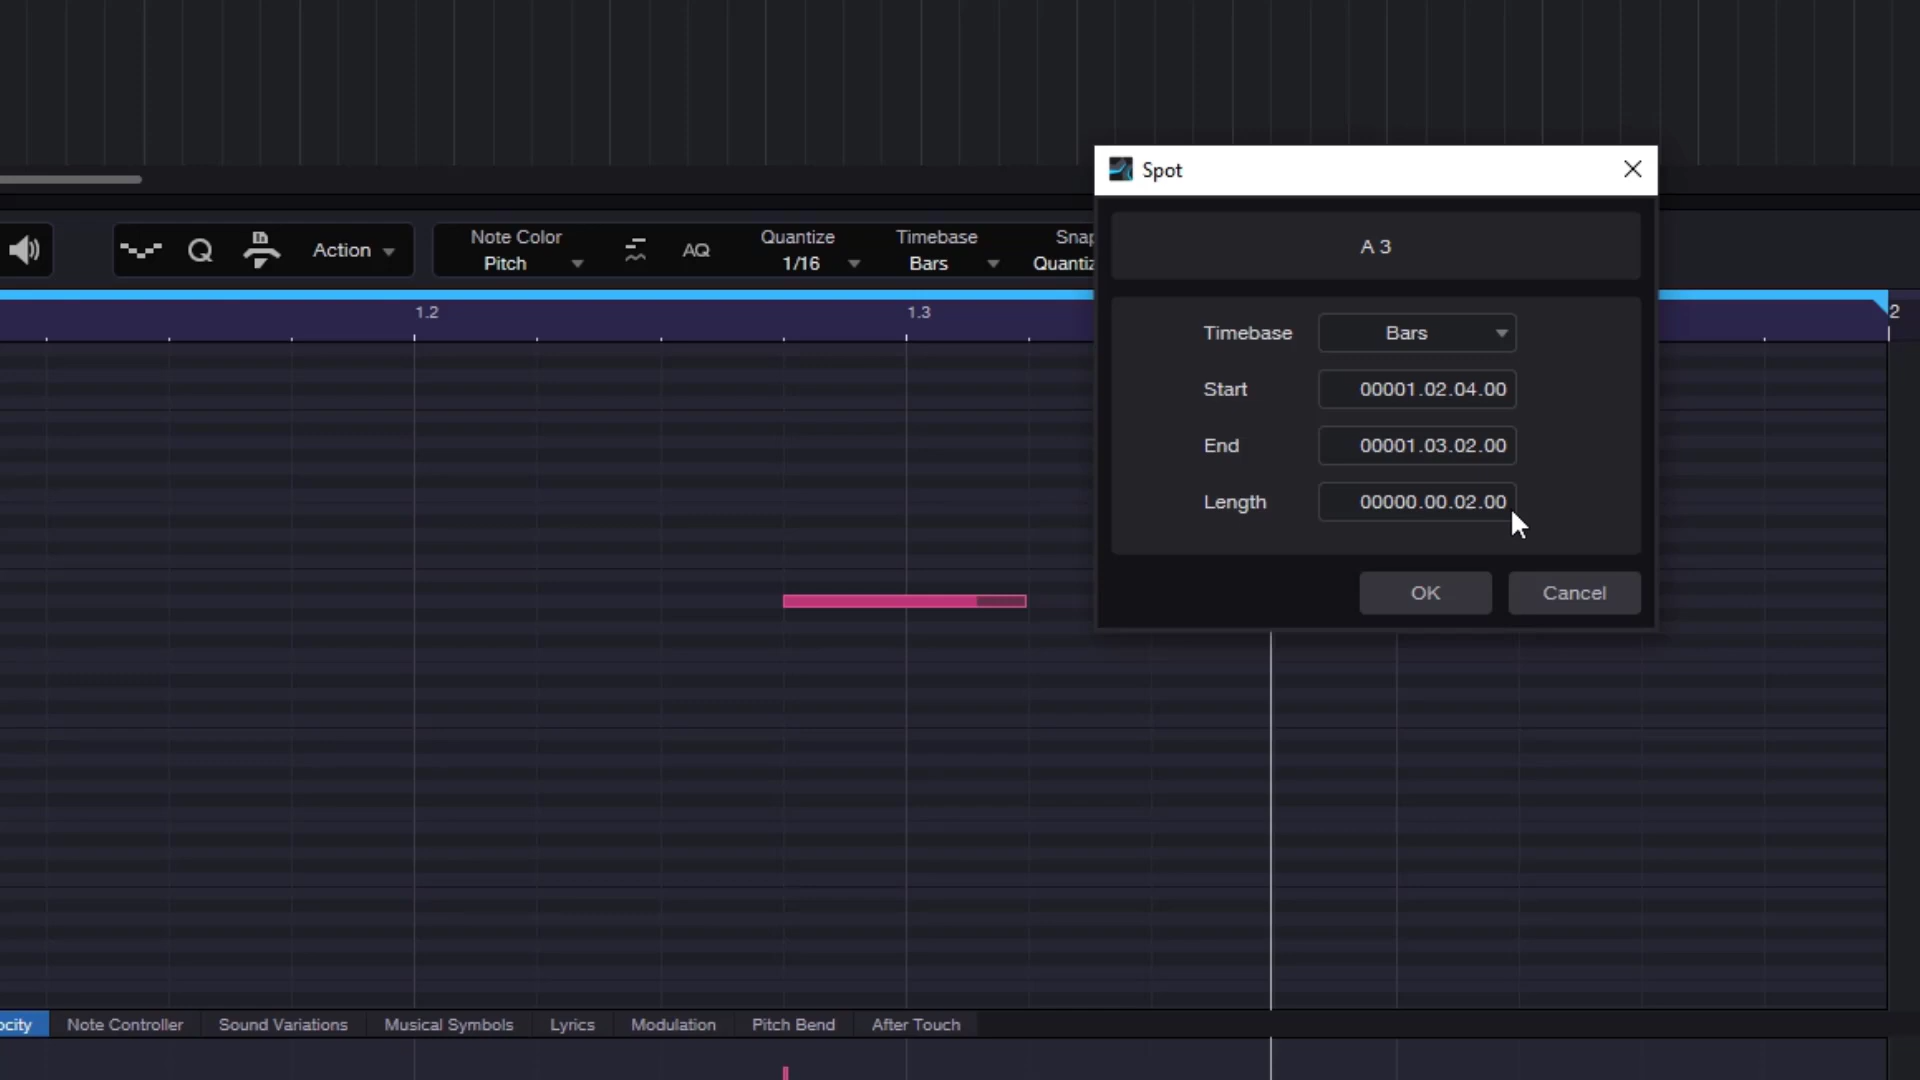 Spot
A 3
Timebase Bars
Start 00001.02.04.00
End 00001.03.02.00
Length 00000.00.02.00
OK Cancel
Q
Action
Note Color
Pitch
AQ
Quantize
1/16
Timebase
Bars
Snap
Quantiz
1.2 1.3 2
ocity Note Controller Sound Variations Musical Symbols Lyrics Modulation Pitch Bend After Touch